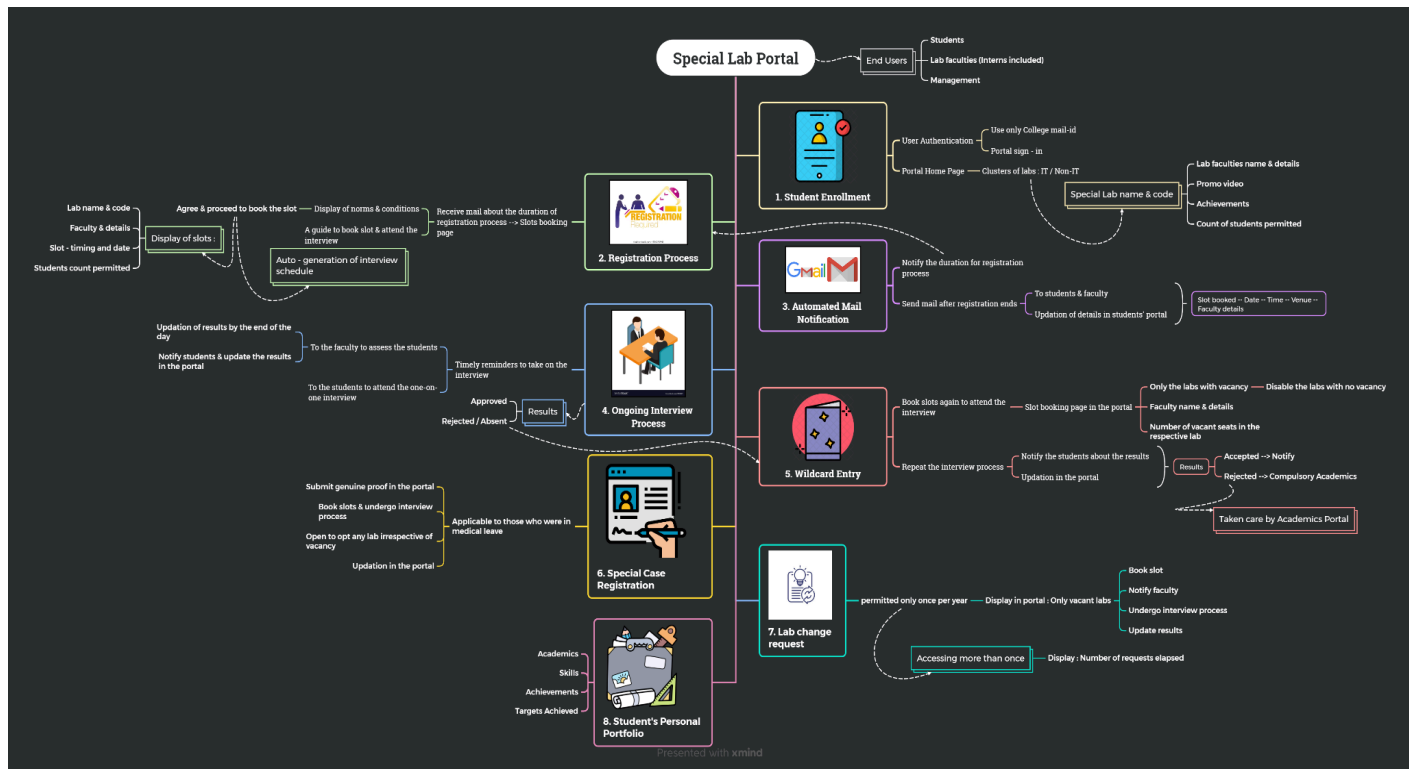 Special Lab Portal
End Users
Students
Lab faculties (Interns included)
Management
1. Student Enrollment
User Authentication
Use only College mail-id
Portal sign - in
Portal Home Page
Clusters of labs : IT / Non-IT
Special Lab name & code
Lab faculties name & details
Promo video
Achievements
Count of students permitted
REGISTRATION
Required
2. Registration Process
Receive mail about the duration of
registration process --> Slots booking
page
Display of norms & conditions
Agree & proceed to book the slot
A guide to book slot & attend the
interview
Display of slots :
Lab name & code
Faculty & details
Slot - timing and date
Students count permitted
Auto - generation of interview
schedule
Gmail
3. Automated Mail
Notification
Notify the duration for registration
process
Send mail after registration ends
To students & faculty
Updation of details in students' portal
Slot booked -- Date -- Time -- Venue --
Faculty details
4. Ongoing Interview
Process
Timely reminders to take on the
interview
To the faculty to assess the students
Updation of results by the end of the
day
Notify students & update the results
in the portal
To the students to attend the one-on-
one interview
Results
Approved
Rejected / Absent
5. Wildcard Entry
Book slots again to attend the
interview
Slot booking page in the portal
Only the labs with vacancy
Disable the labs with no vacancy
Faculty name & details
Number of vacant seats in the
respective lab
Repeat the interview process
Notify the students about the results
Updation in the portal
Results
Accepted --> Notify
Rejected --> Compulsory Academics
Taken care by Academics Portal
6. Special Case
Registration
Applicable to those who were in
medical leave
Submit genuine proof in the portal
Book slots & undergo interview
process
Open to opt any lab irrespective of
vacancy
Updation in the portal
7. Lab change
request
permitted only once per year
Display in portal : Only vacant labs
Book slot
Notify faculty
Undergo interview process
Update results
Accessing more than once
Display : Number of requests elapsed
8. Student's Personal
Portfolio
Academics
Skills
Achievements
Targets Achieved
Presented with xmind